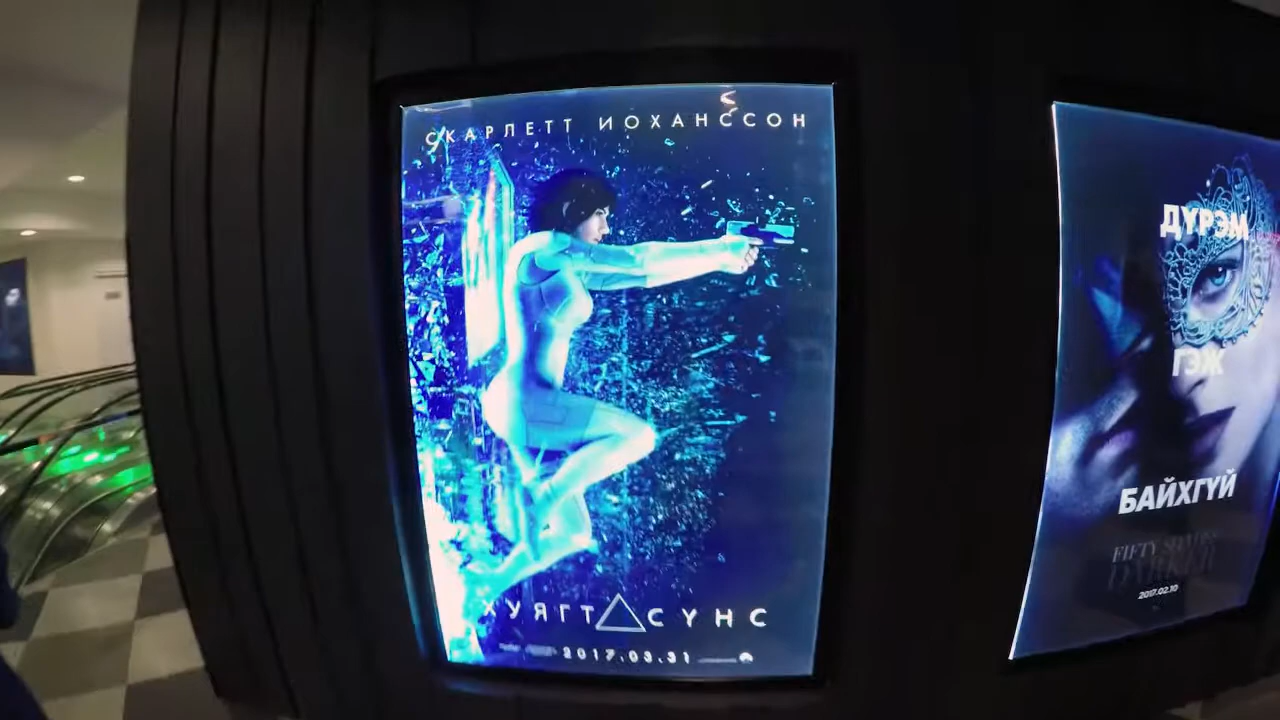 СКАРЛЕТТ ИОХАНССОН
ХУЯГТ СҮНС
2017.03.31
ДҮРЭМ
ГЭЖ
БАЙХГҮЙ
FIFTY SHADES
DARKER
2017.02.10